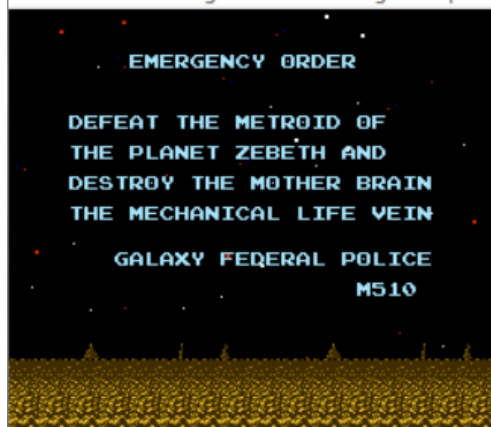 EMERGENCY ORDER
DEFEAT THE METROID OF
THE PLANET ZEBETH AND
DESTROY THE MOTHER BRAIN
THE MECHANICAL LIFE VEIN
GALAXY FEDERAL POLICE
M510